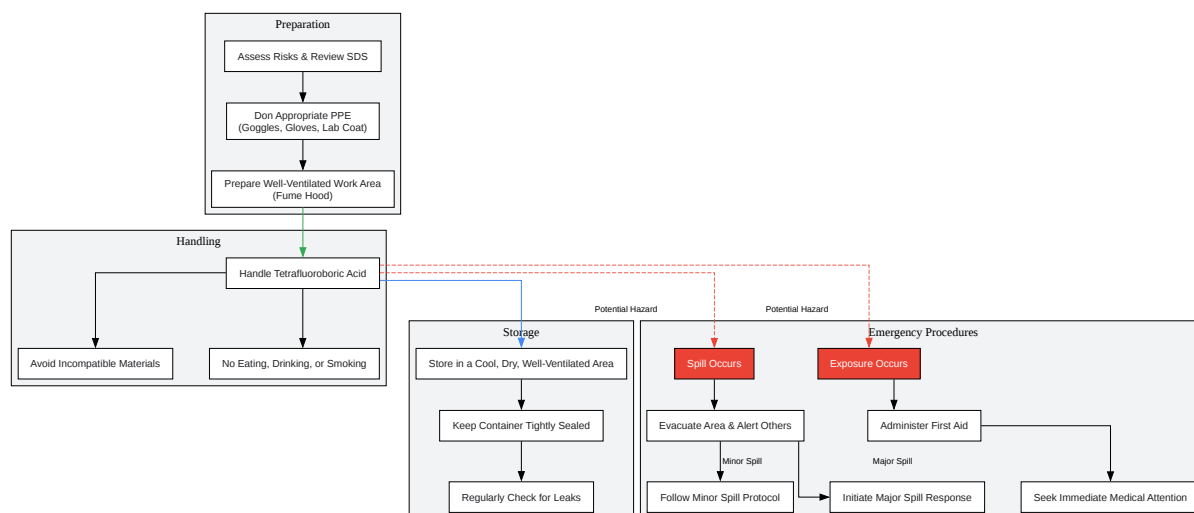 Preparation
Assess Risks & Review SDS
Don Appropriate PPE
(Goggles, Gloves, Lab Coat)
Prepare Well-Ventilated Work Area
(Fume Hood)
Handling
Handle Tetrafluoroboric Acid
Avoid Incompatible Materials
No Eating, Drinking, or Smoking
Potential Hazard
Potential Hazard
Storage
Store in a Cool, Dry, Well-Ventilated Area
Keep Container Tightly Sealed
Regularly Check for Leaks
Emergency Procedures
Spill Occurs
Exposure Occurs
Evacuate Area & Alert Others
Administer First Aid
Minor Spill
Major Spill
Follow Minor Spill Protocol
Initiate Major Spill Response
Seek Immediate Medical Attention